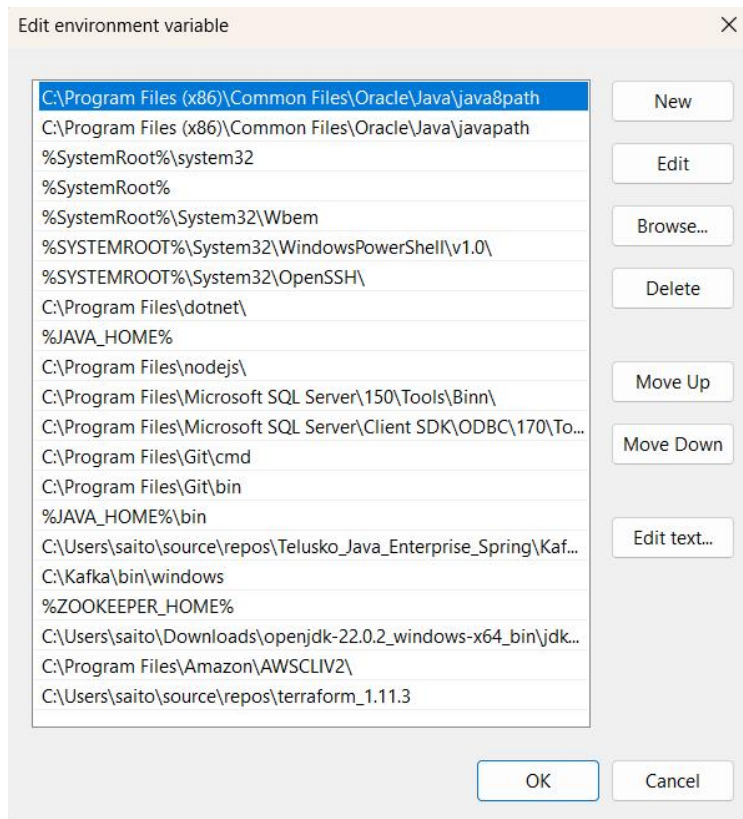 Edit environment variable
C:\Program Files (x86)\Common Files\Oracle\Java\java8path
C:\Program Files (x86)\Common Files\Oracle\Java\javapath
%SystemRoot%\system32
%SystemRoot%
%SystemRoot%\System32\Wbem
%SYSTEMROOT%\System32\WindowsPowerShell\v1.0\
%SYSTEMROOT%\System32\OpenSSH\
C:\Program Files\dotnet\
%JAVA_HOME%
C:\Program Files\nodejs\
C:\Program Files\Microsoft SQL Server\150\Tools\Binn\
C:\Program Files\Microsoft SQL Server\Client SDK\ODBC\170\To...
C:\Program Files\Git\cmd
C:\Program Files\Git\bin
%JAVA_HOME%\bin
C:\Users\saito\source\repos\Telusko_Java_Enterprise_Spring\Kaf...
C:\Kafka\bin\windows
%ZOOKEEPER_HOME%
C:\Users\saito\Downloads\openjdk-22.0.2_windows-x64_bin\jdk...
C:\Program Files\Amazon\AWSCLIV2\
C:\Users\saito\source\repos\terraform_1.11.3
New
Edit
Browse...
Delete
Move Up
Move Down
Edit text...
OK
Cancel